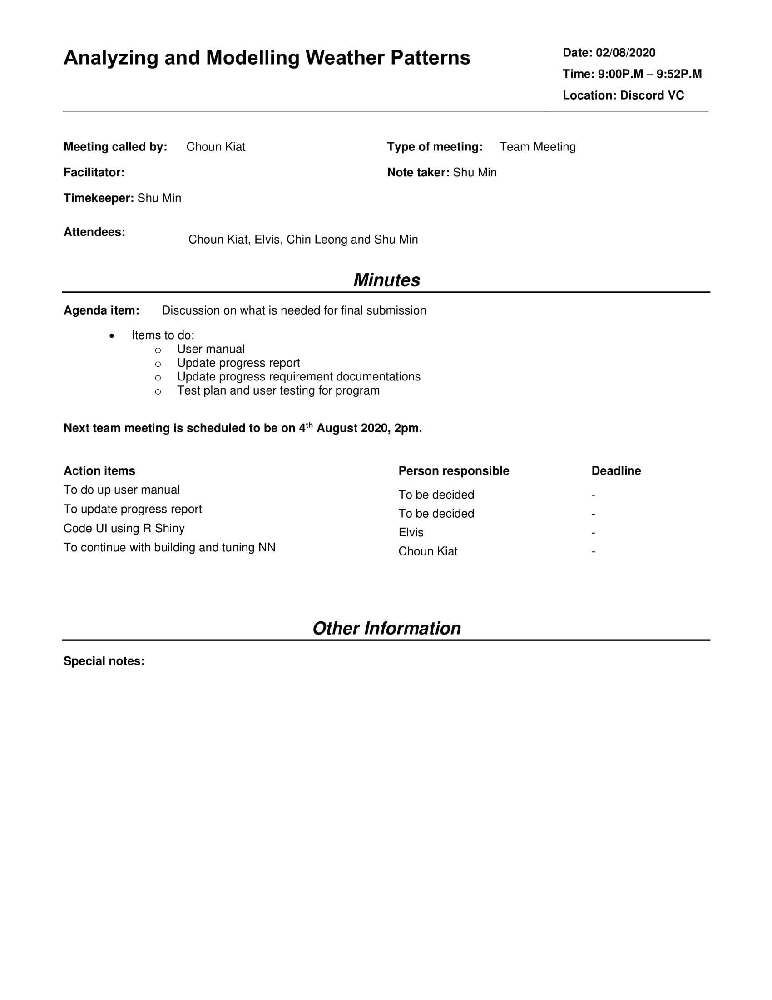 Analyzing and Modelling Weather Patterns
Date: 02/08/2020
Time: 9:00P.M – 9:52P.M
Location: Discord VC
Meeting called by: Choun Kiat Type of meeting: Team Meeting
Facilitator: Note taker: Shu Min
Timekeeper: Shu Min
Attendees: Choun Kiat, Elvis, Chin Leong and Shu Min
Minutes
Agenda item: Discussion on what is needed for final submission
• Items to do:
o User manual
o Update progress report
o Update progress requirement documentations
o Test plan and user testing for program
Next team meeting is scheduled to be on 4th August 2020, 2pm.
Action items Person responsible Deadline
To do up user manual To be decided -
To update progress report To be decided -
Code UI using R Shiny Elvis -
To continue with building and tuning NN Choun Kiat -
Other Information
Special notes: